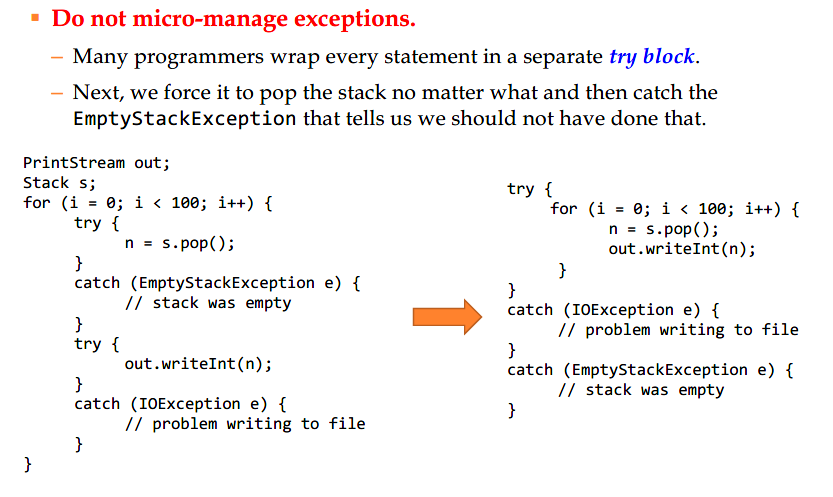 ▪ Do not micro-manage exceptions.
– Many programmers wrap every statement in a separate try block.
– Next, we force it to pop the stack no matter what and then catch the
EmptyStackException that tells us we should not have done that.
PrintStream out;
Stack s;
for (i = 0; i < 100; i++) {
try {
n = s.pop();
}
catch (EmptyStackException e) {
// stack was empty
}
try {
out.writeInt(n);
}
catch (IOException e) {
// problem writing to file
}
}
try {
for (i = 0; i < 100; i++) {
n = s.pop();
out.writeInt(n);
}
}
catch (IOException e) {
// problem writing to file
}
catch (EmptyStackException e) {
// stack was empty
}